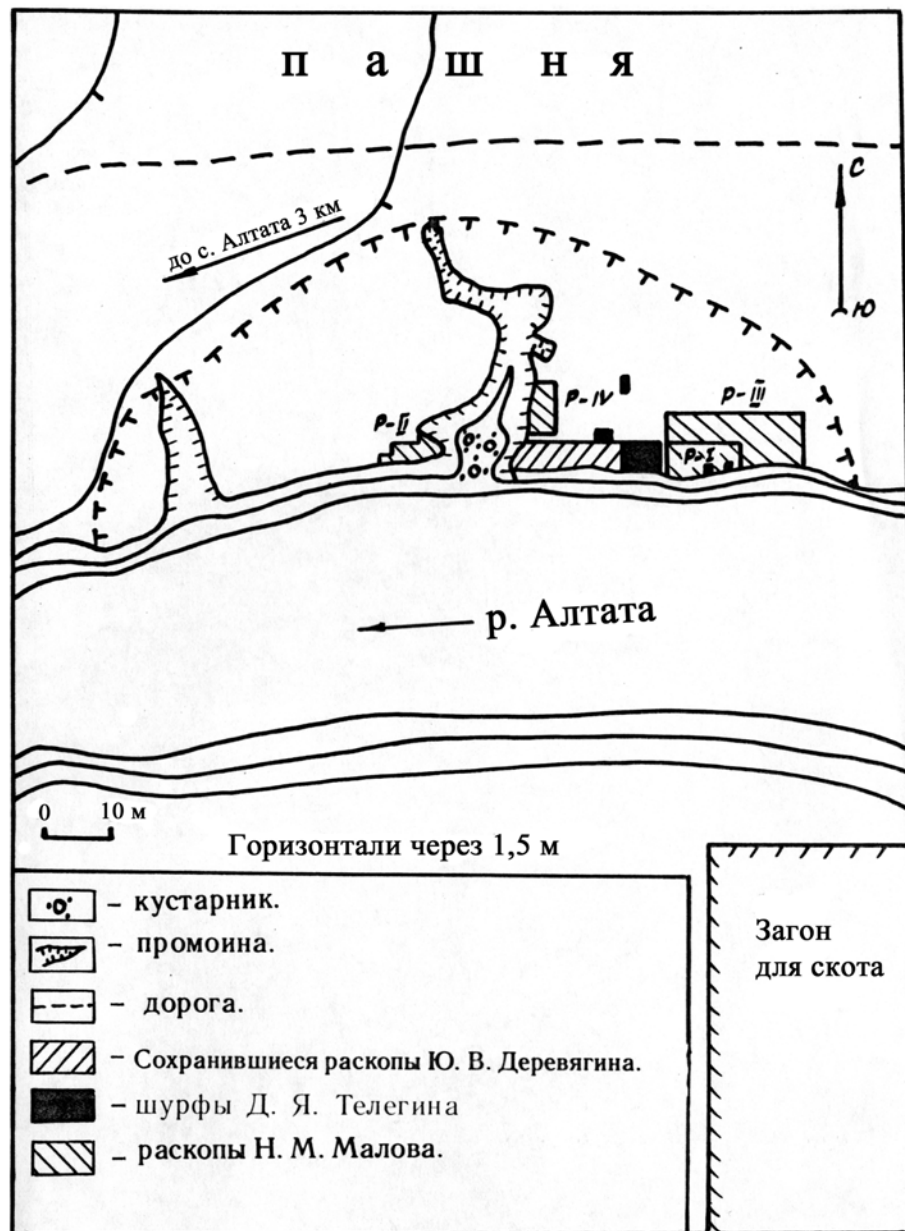 пашня
С
до с. Алтата 3 км
Ю
р-II
р-IV
р-III
р-I
р. Алтата
0 10 м
Горизонтали через 1,5 м
– кустарник.
– промоина.
– дорога.
– Сохранившиеся раскопы Ю. В. Деревягина.
– шурфы Д. Я. Телегина
– раскопы Н. М. Малова.
Загон
для скота